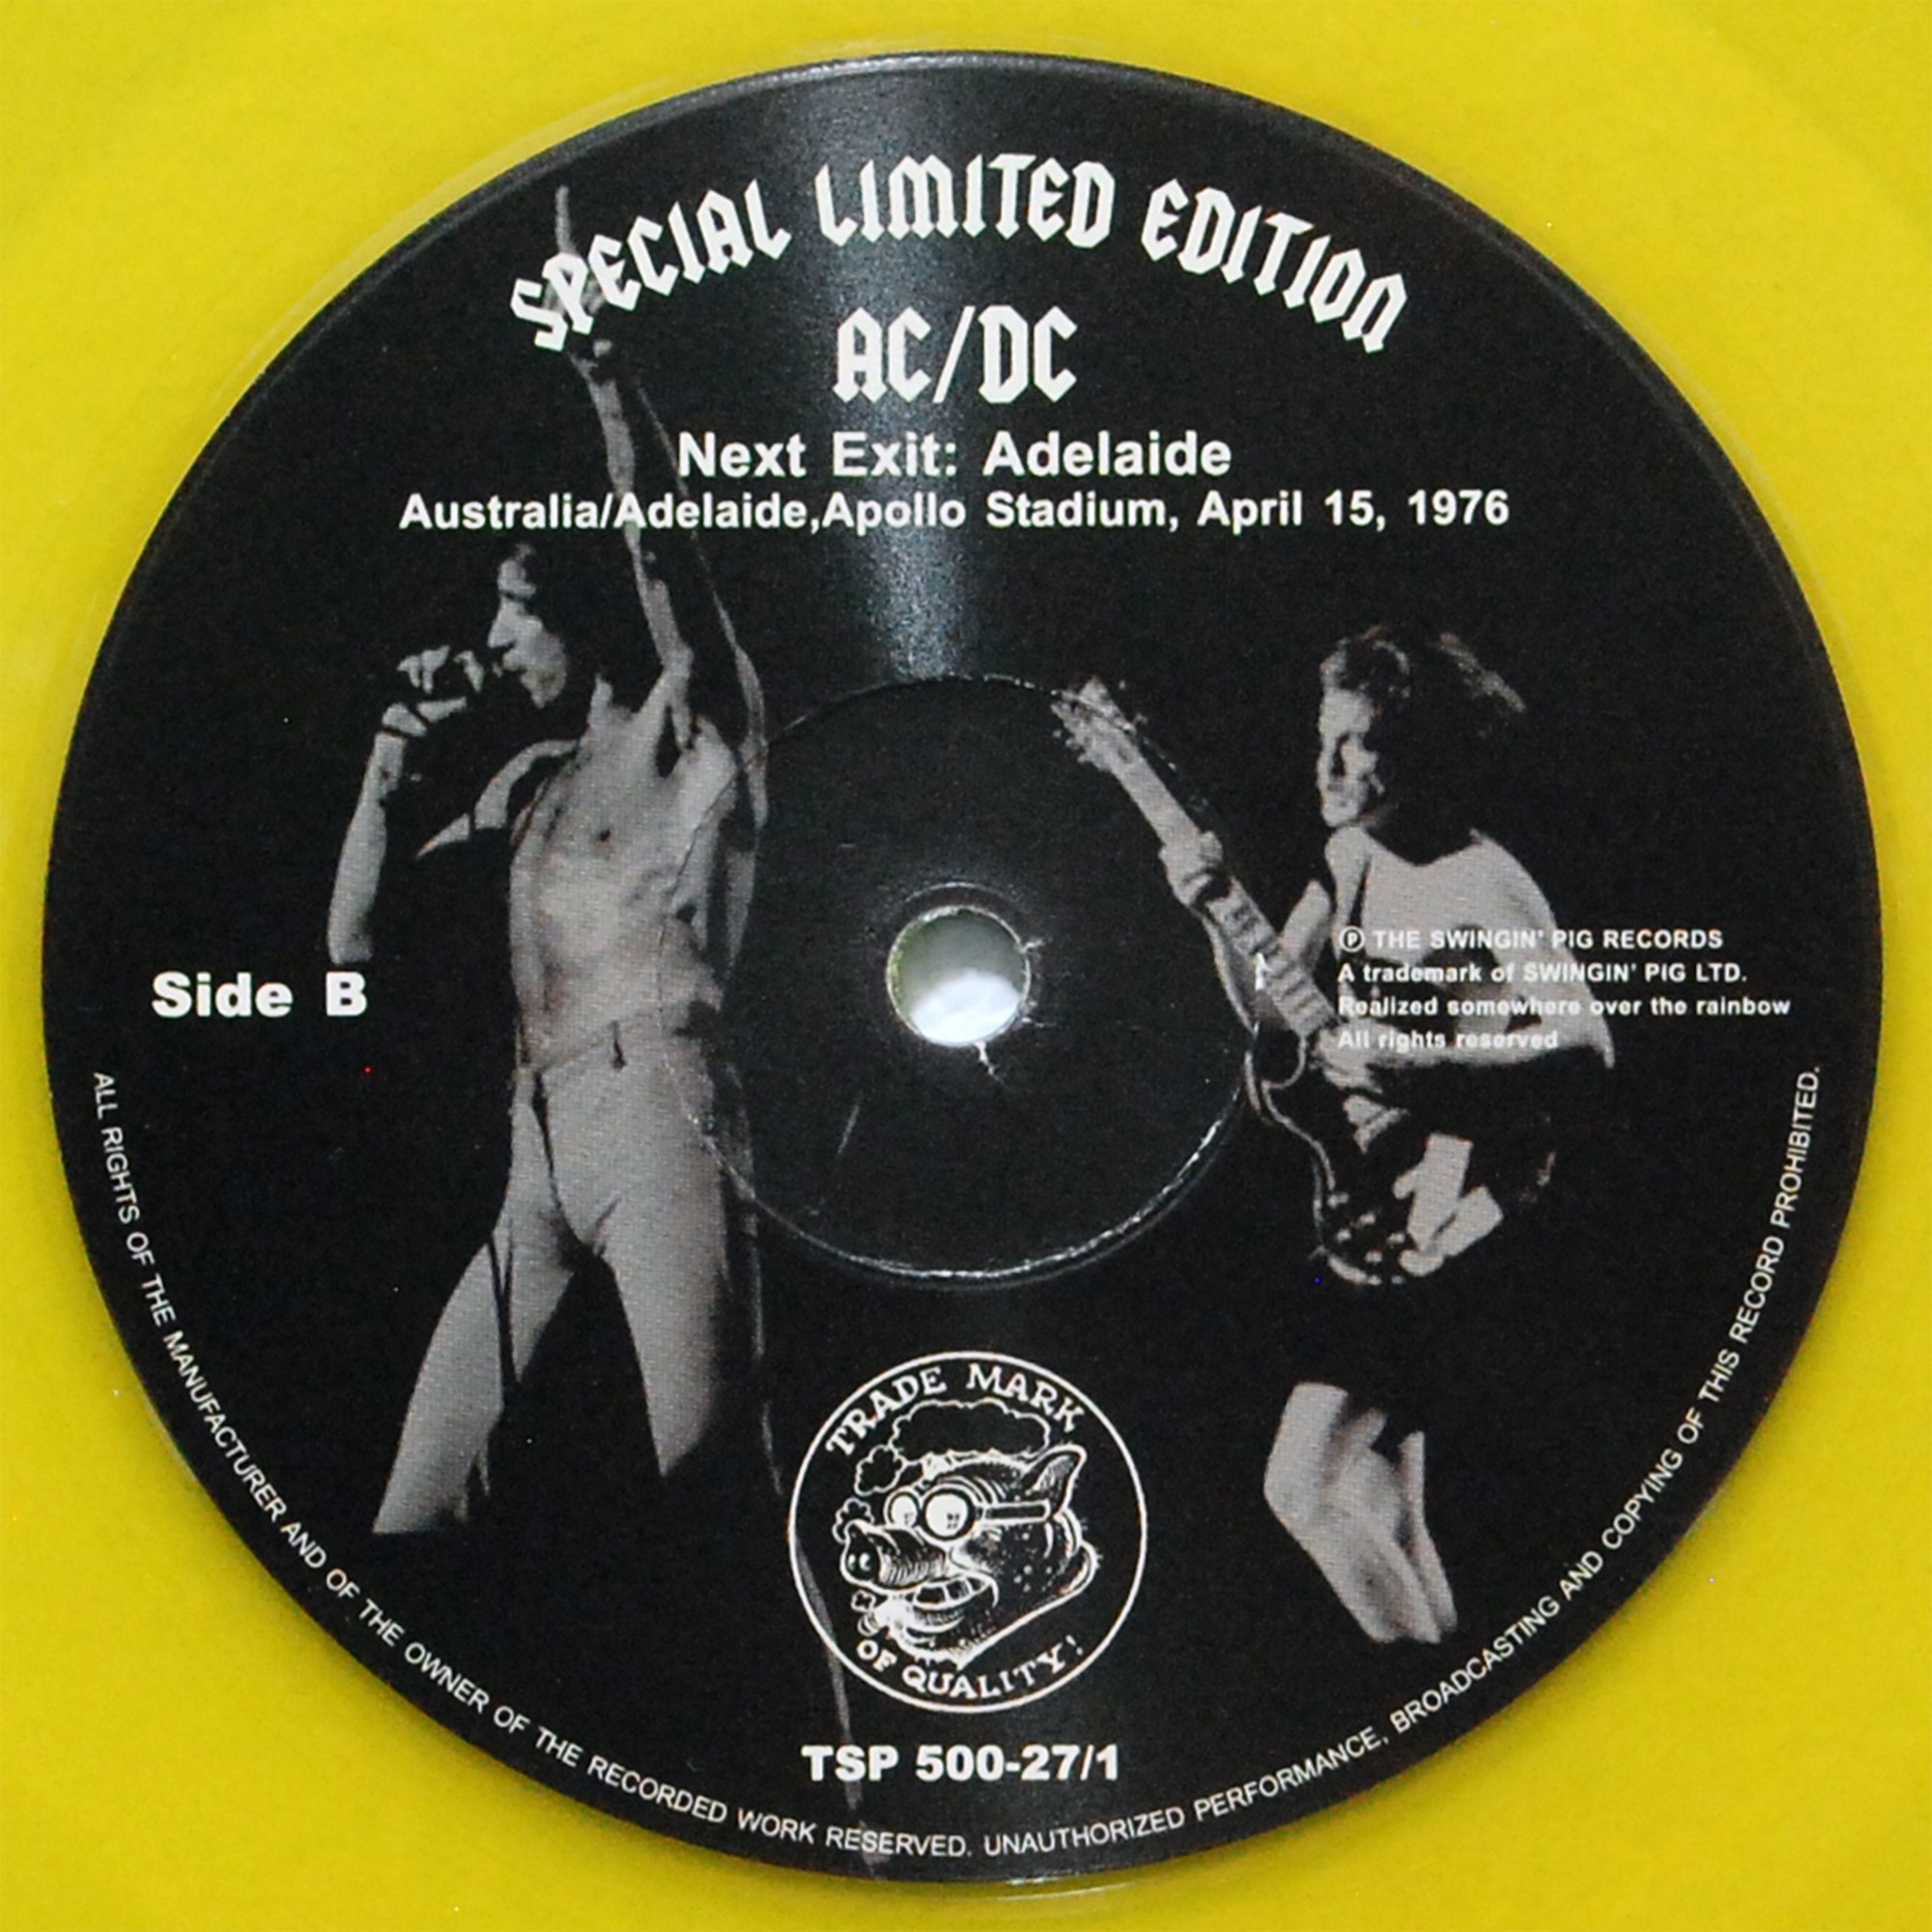 SPECIAL LIMITED EDITION
AC/DC
Next Exit: Adelaide
Australia/Adelaide,Apollo Stadium, April 15, 1976
Side B
℗ THE SWINGIN' PIG RECORDS
A trademark of SWINGIN' PIG LTD.
Realized somewhere over the rainbow
All rights reserved
TRADE MARK
OF QUALITY!
TSP 500-27/1
ALL RIGHTS OF THE MANUFACTURER AND OF THE OWNER OF THE RECORDED WORK RESERVED. UNAUTHORIZED PERFORMANCE, BROADCASTING AND COPYING OF THIS RECORD PROHIBITED.